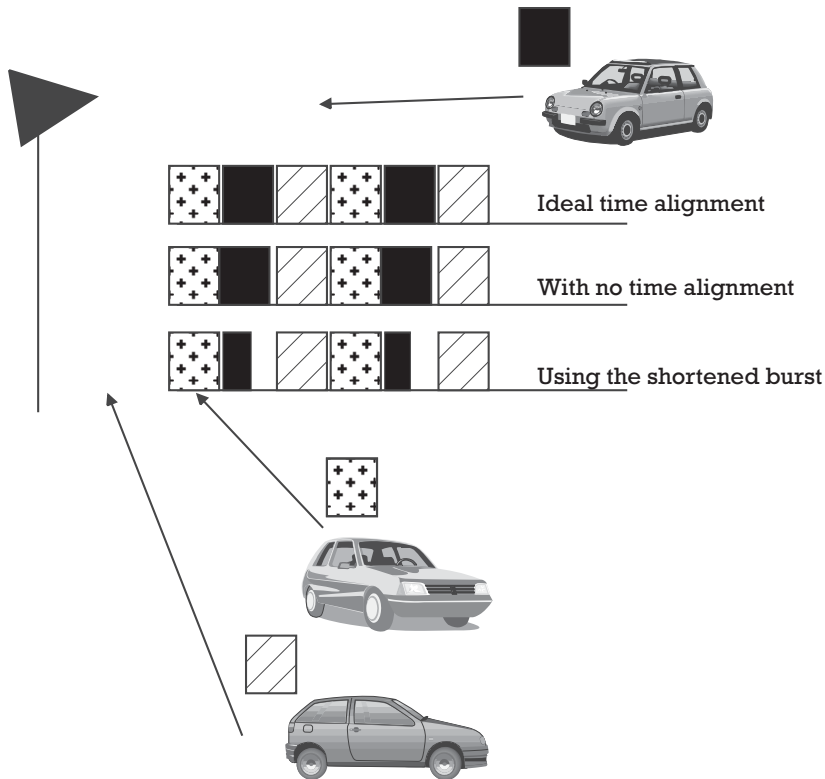 Ideal time alignment
With no time alignment
Using the shortened burst